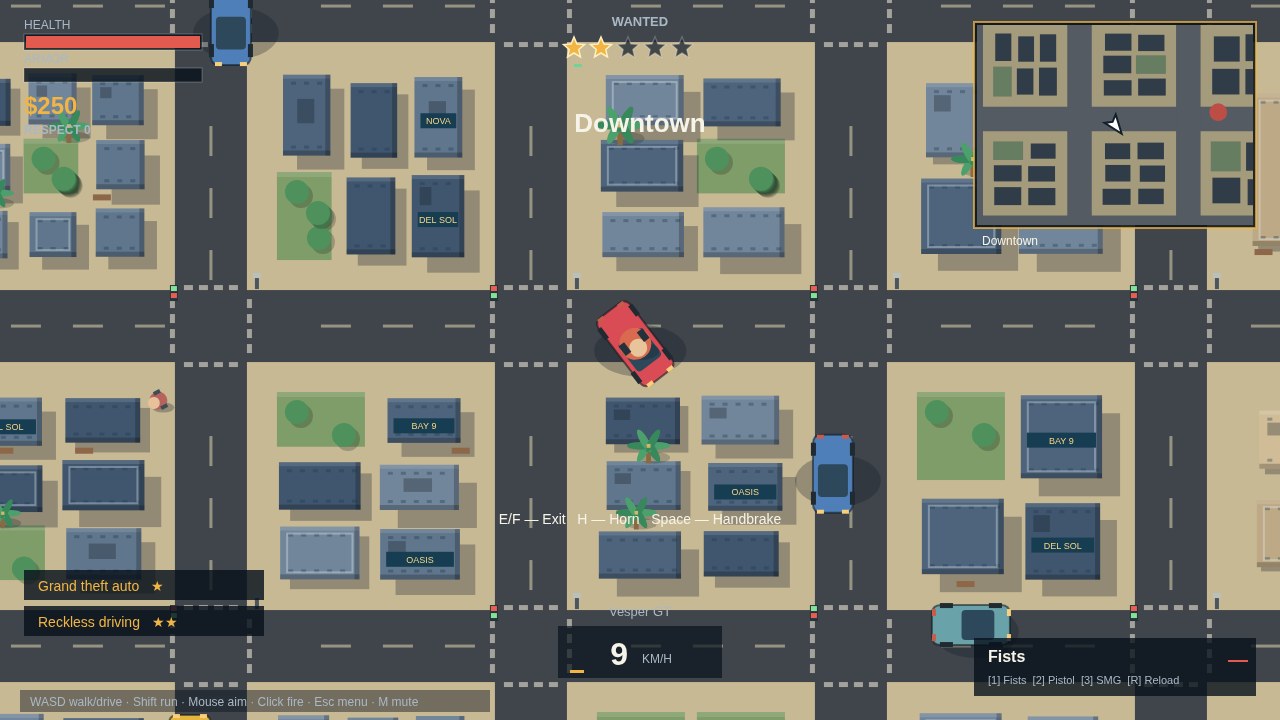 HEALTH
WANTED
$250
RESPECT 0
Downtown
NOVA
DEL SOL
Downtown
L SOL
BAY 9
BAY 9
OASIS
E/F — Exit H — Horn Space — Handbrake
OASIS
DEL SOL
Grand theft auto ★
Reckless driving ★★
Vesper GT
9 KM/H
Fists
[1] Fists [2] Pistol [3] SMG [R] Reload
WASD walk/drive · Shift run · Mouse aim · Click fire · Esc menu · M mute